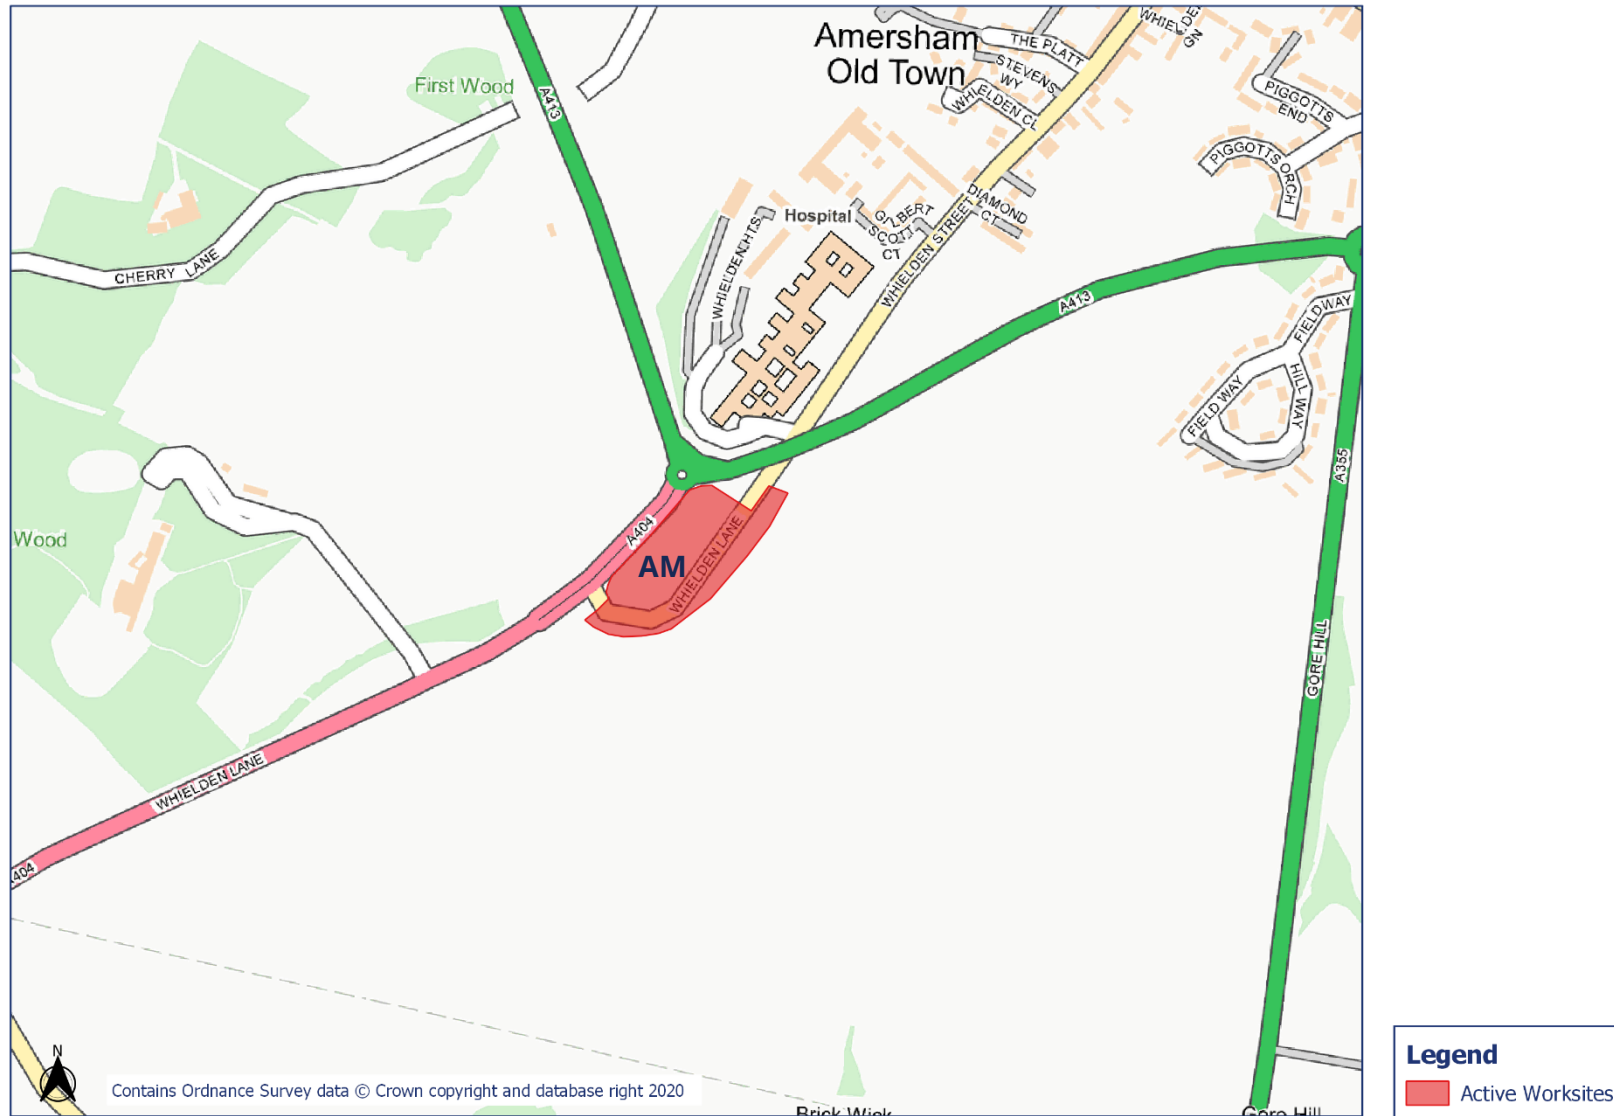 Amersham
Old Town
WHIEL
THE PLATT
STEVENS
WY
WHIELDEN CL
PIGGOTTS
END
PIGGOTTS ORCH
First Wood
A413
DIAMOND
CT
Hospital
GILBERT
SCOTT
CT
WHIELDEN HTS
WHIELDEN STREET
CHERRY LANE
A413
FIELDWAY
HILL WAY
FIELD WAY
A355
A404
Wood
AM
WHIELDEN LANE
GORE HILL
WHIELDEN LANE
404
N
Contains Ordnance Survey data © Crown copyright and database right 2020
Brick Wick
Gore Hill
Legend
Active Worksites